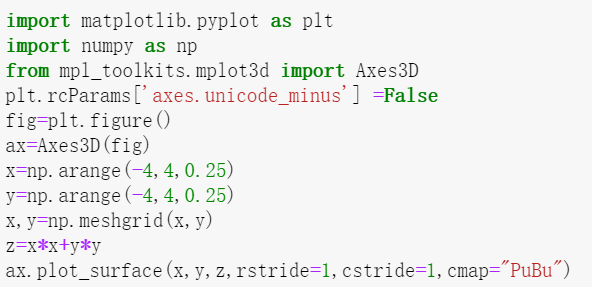 import matplotlib.pyplot as plt
import numpy as np
from mpl_toolkits.mplot3d import Axes3D
plt.rcParams['axes.unicode_minus'] =False
fig=plt.figure()
ax=Axes3D(fig)
x=np.arange(-4,4,0.25)
y=np.arange(-4,4,0.25)
x,y=np.meshgrid(x,y)
z=x*x+y*y
ax.plot_surface(x,y,z,rstride=1,cstride=1,cmap="PuBu")